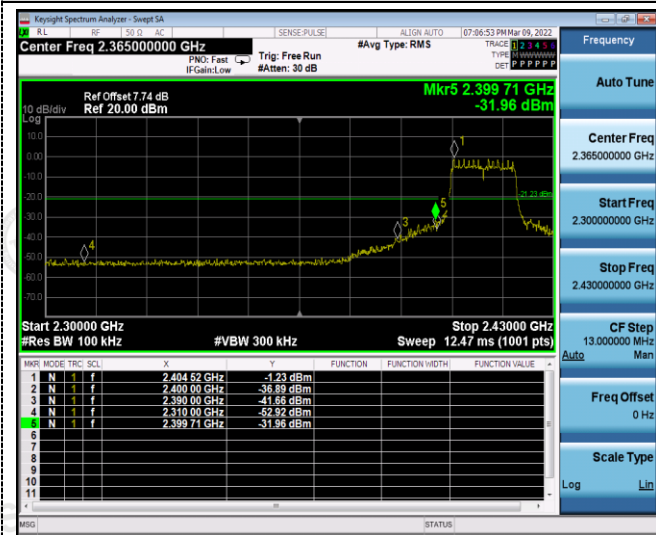 Keysight Spectrum Analyzer - Swept SA
RL RF 50 Ω AC SENSE:PULSE ALIGN AUTO 07:06:53 PM Mar 09, 2022
Center Freq 2.365000000 GHz #Avg Type: RMS TRACE 1 2 3 4 5 6
PNO: Fast Trig: Free Run TYPE M WWWWW
IFGain:Low #Atten: 30 dB DET P P P P P P
Mkr5 2.399 71 GHz
-31.96 dBm
Ref Offset 7.74 dB
10 dB/div Ref 20.00 dBm
Log
10.0
0.00
-10.0
-20.0
-30.0
-40.0
-50.0
-60.0
-70.0
1
-21.23 dBm
5
3
4
Start 2.30000 GHz Stop 2.43000 GHz
#Res BW 100 kHz #VBW 300 kHz Sweep 12.47 ms (1001 pts)
MKR MODE TRC SCL X Y FUNCTION FUNCTION WIDTH FUNCTION VALUE
1 N 1 f 2.404 52 GHz -1.23 dBm
2 N 1 f 2.400 00 GHz -36.89 dBm
3 N 1 f 2.390 00 GHz -41.66 dBm
4 N 1 f 2.310 00 GHz -52.92 dBm
5 N 1 f 2.399 71 GHz -31.96 dBm
6
7
8
9
10
11
MSG STATUS
Frequency
Auto Tune
Center Freq
2.365000000 GHz
Start Freq
2.300000000 GHz
Stop Freq
2.430000000 GHz
CF Step
13.000000 MHz
Auto Man
Freq Offset
0 Hz
Scale Type
Log Lin